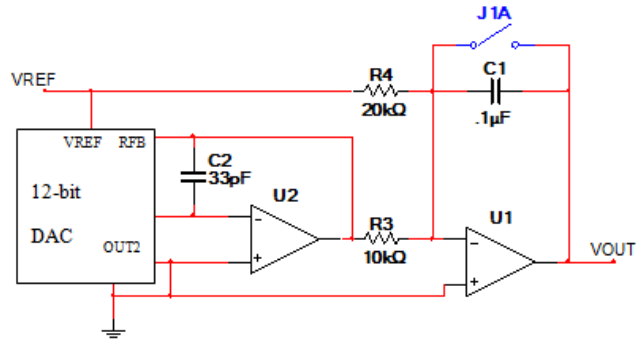 J1A
VREF
R4
C1
20kΩ
.1µF
VREF RFB
12-bit
DAC
OUT2
C2
33pF
U2
R3
10kΩ
U1
VOUT